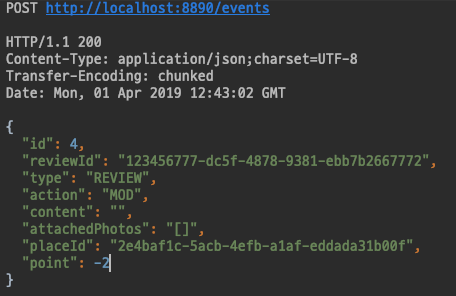 POST http://localhost:8890/events
HTTP/1.1 200
Content-Type: application/json;charset=UTF-8
Transfer-Encoding: chunked
Date: Mon, 01 Apr 2019 12:43:02 GMT
{
"id": 4,
"reviewId": "123456777-dc5f-4878-9381-ebb7b2667772",
"type": "REVIEW",
"action": "MOD",
"content": "",
"attachedPhotos": "[]",
"placeId": "2e4baf1c-5acb-4efb-a1af-eddada31b00f",
"point": -2
}